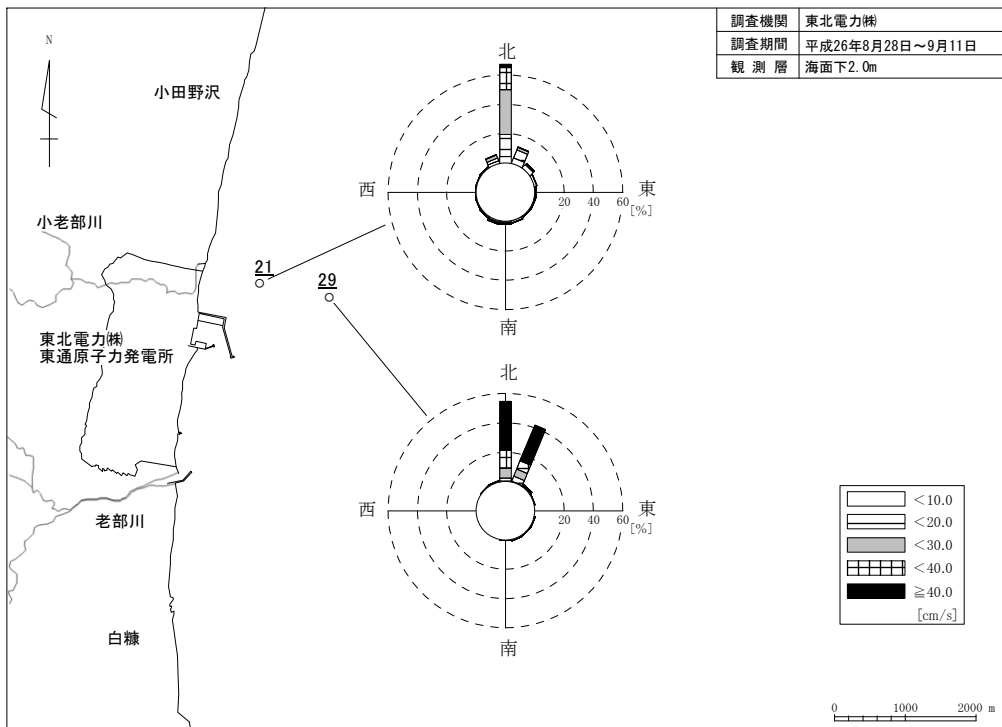 調査機関 東北電力㈱
調査期間 平成26年8月28日～9月11日
観測層 海面下2.0m
N
小田野沢
小老部川
東北電力㈱
東通原子力発電所
老部川
白糠
21
29
北
西
東
20 40 60
[%]
南
北
西
東
20 40 60
[%]
南
＜10.0
＜20.0
＜30.0
＜40.0
≧40.0
[cm/s]
0 1000 2000 m